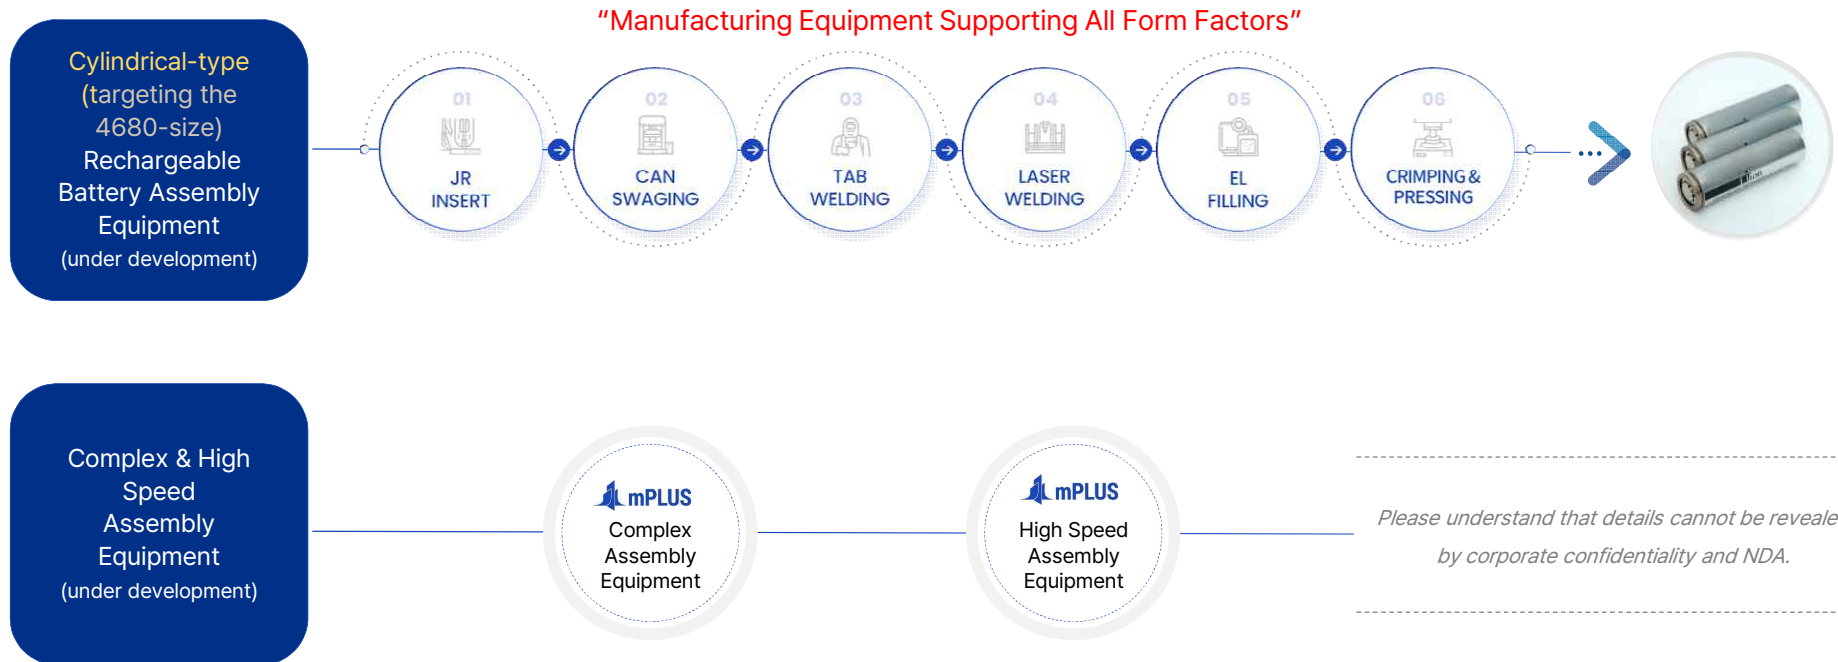 “Manufacturing Equipment Supporting All Form Factors”
Cylindrical-type
(targeting the
4680-size)
Rechargeable
Battery Assembly
Equipment
(under development)
01
JR
INSERT
02
CAN
SWAGING
03
TAB
WELDING
04
LASER
WELDING
05
EL
FILLING
06
CRIMPING &
PRESSING
Complex & High
Speed
Assembly
Equipment
(under development)
mPLUS
Complex
Assembly
Equipment
mPLUS
High Speed
Assembly
Equipment
Please understand that details cannot be reveale
by corporate confidentiality and NDA.